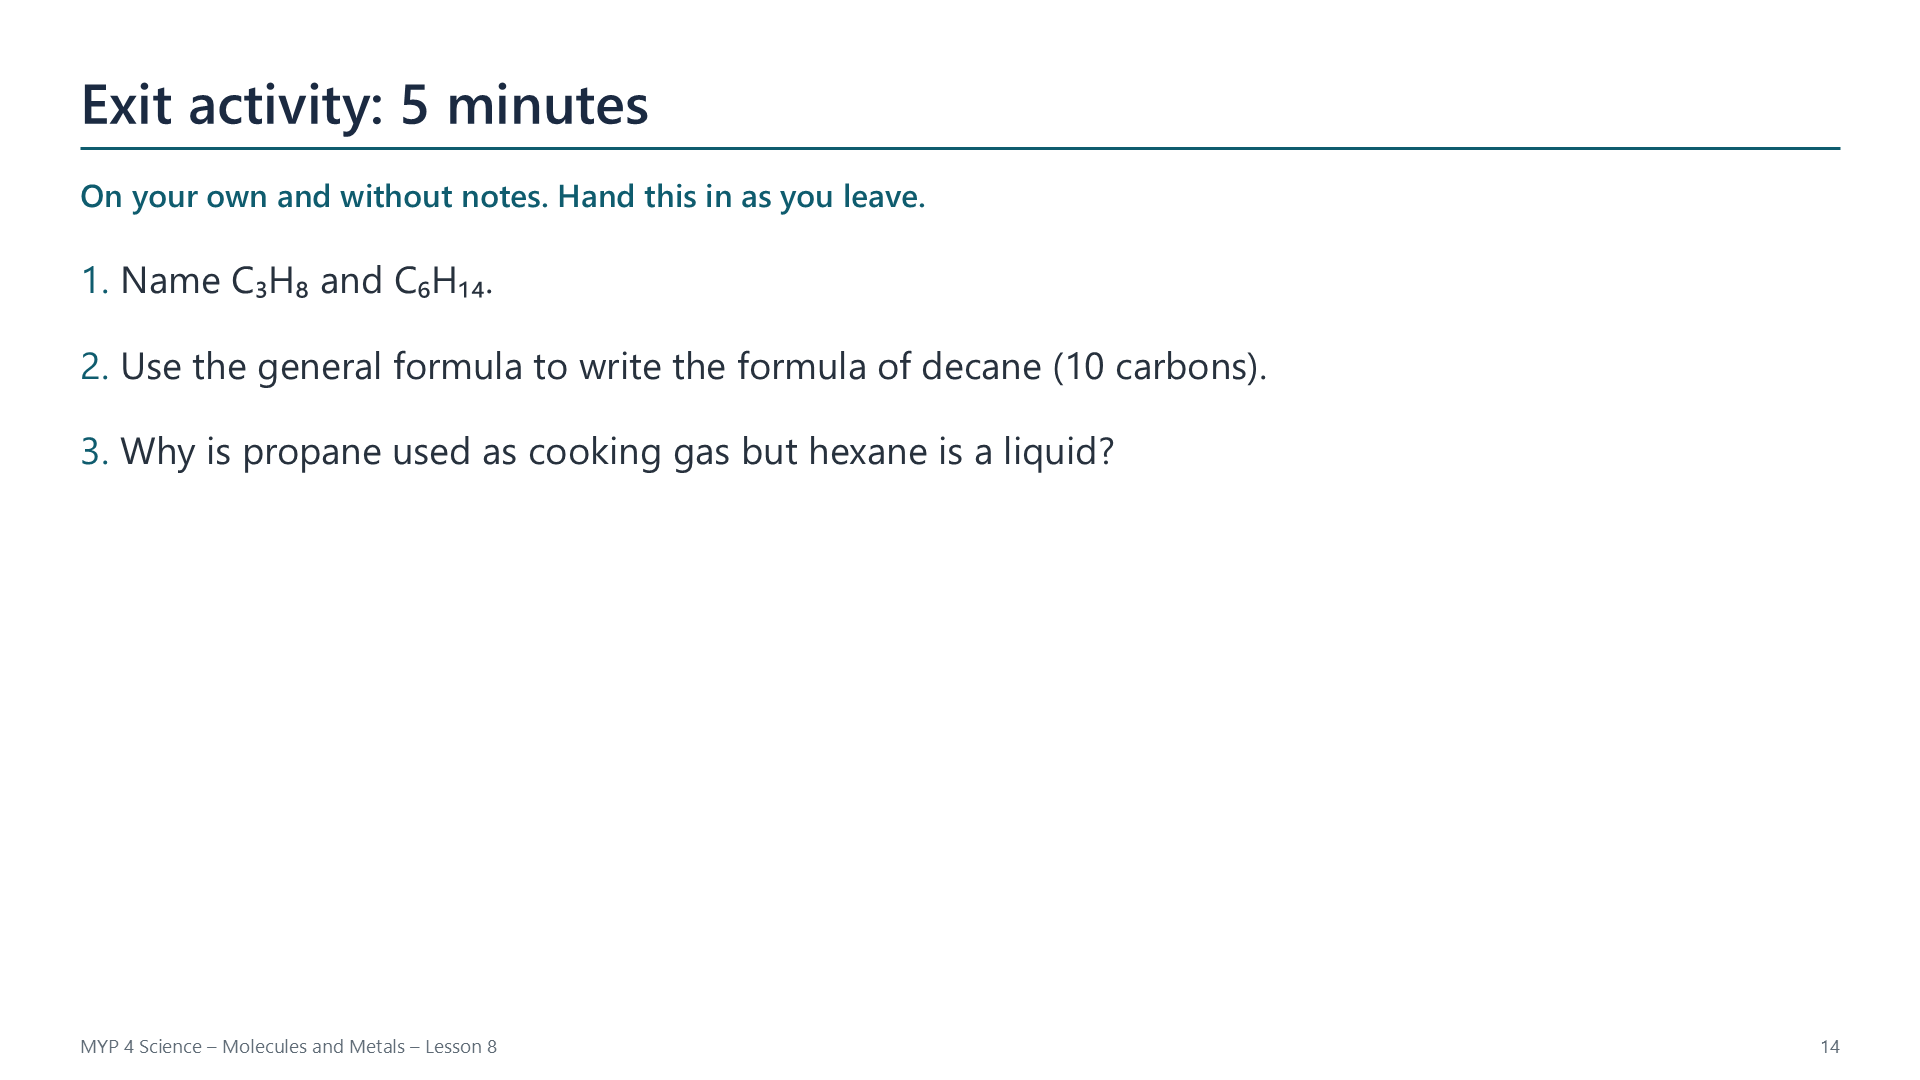 Exit activity: 5 minutes
On your own and without notes. Hand this in as you leave.
1. Name C₃H₈ and C₆H₁₄.
2. Use the general formula to write the formula of decane (10 carbons).
3. Why is propane used as cooking gas but hexane is a liquid?
MYP 4 Science – Molecules and Metals – Lesson 8
14